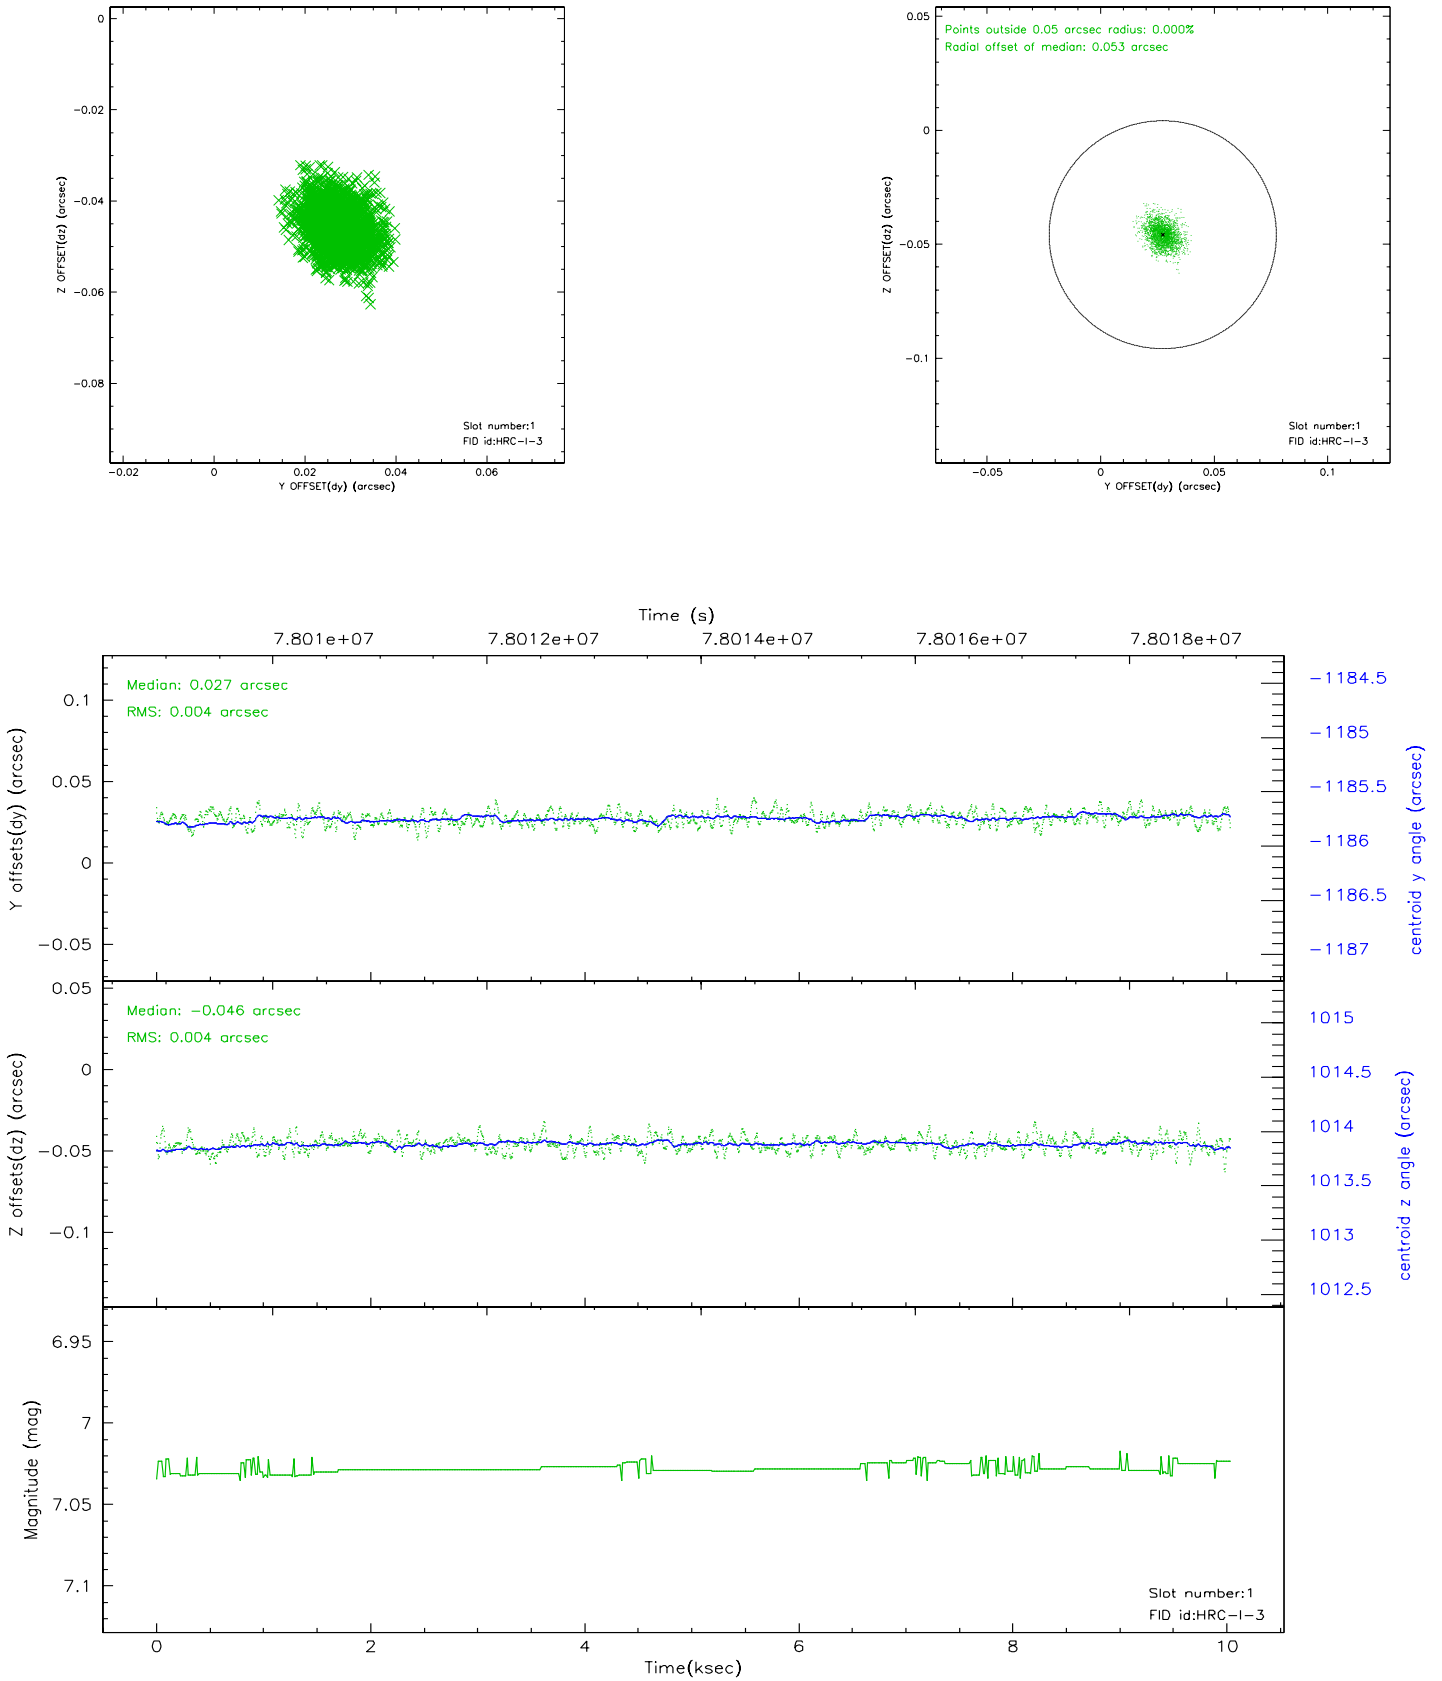 0
-0.02
-0.04
-0.06
-0.08
Z OFFSET(dz) (arcsec)
Slot number:1
FID id:HRC-I-3
-0.02 0 0.02 0.04 0.06
Y OFFSET(dy) (arcsec)
Points outside 0.05 arcsec radius: 0.000%
Radial offset of median: 0.053 arcsec
0.05
0
-0.05
-0.1
Z OFFSET(dz) (arcsec)
Slot number:1
FID id:HRC-I-3
-0.05 0 0.05 0.1
Y OFFSET(dy) (arcsec)
Time (s)
7.801e+07 7.8012e+07 7.8014e+07 7.8016e+07 7.8018e+07
Median: 0.027 arcsec
RMS: 0.004 arcsec
0.1
0.05
0
-0.05
Y offsets(dy) (arcsec)
-1184.5
-1185
-1185.5
-1186
-1186.5
-1187
centroid y angle (arcsec)
Median: -0.046 arcsec
RMS: 0.004 arcsec
0.05
0
-0.05
-0.1
Z offsets(dz) (arcsec)
1015
1014.5
1014
1013.5
1013
1012.5
centroid z angle (arcsec)
6.95
7
7.05
7.1
Magnitude (mag)
Slot number:1
FID id:HRC-I-3
0 2 4 6 8 10
Time(ksec)